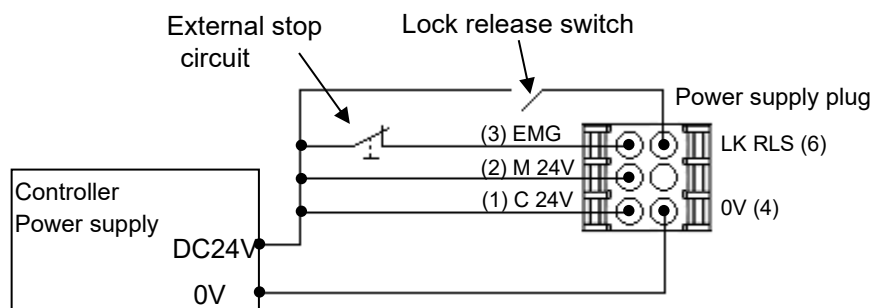 External stop
circuit
Lock release switch
Power supply plug
(3) EMG
LK RLS (6)
(2) M 24V
(1) C 24V
0V (4)
Controller
Power supply
DC24V
0V